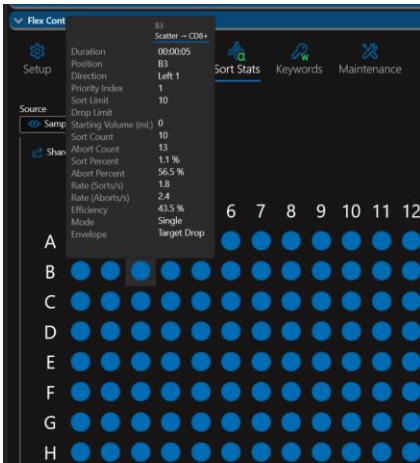 Flex Cont
B3
Scatter → CD8+
Duration 00:00:05
Position B3
Direction Left 1
Priority Index 1
Sort Limit 10
Drop Limit
Starting Volume (mL) 0
Sort Count 10
Abort Count 13
Sort Percent 1.1 %
Abort Percent 56.5 %
Rate (Sorts/s) 1.8
Rate (Aborts/s) 2.4
Efficiency 43.5 %
Mode Single
Envelope Target Drop
Setup
Sort Stats
Keywords
Maintenance
Source
Samp
Shar
6 7 8 9 10 11 12
A
B
C
D
E
F
G
H